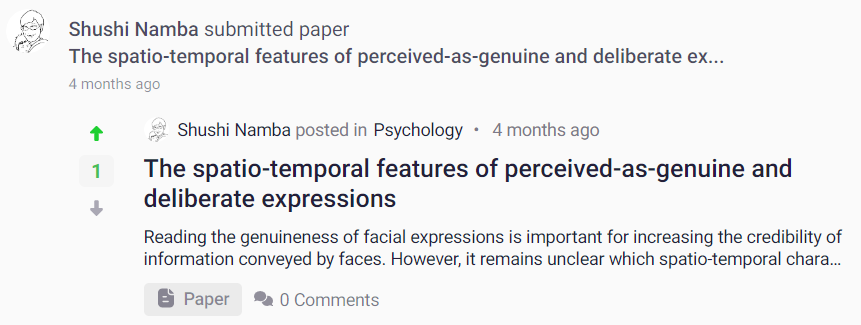 Shushi Namba submitted paper
The spatio-temporal features of perceived-as-genuine and deliberate ex...
4 months ago
Shushi Namba posted in Psychology • 4 months ago
1
The spatio-temporal features of perceived-as-genuine and
deliberate expressions
Reading the genuineness of facial expressions is important for increasing the credibility of
information conveyed by faces. However, it remains unclear which spatio-temporal chara...
Paper
0 Comments